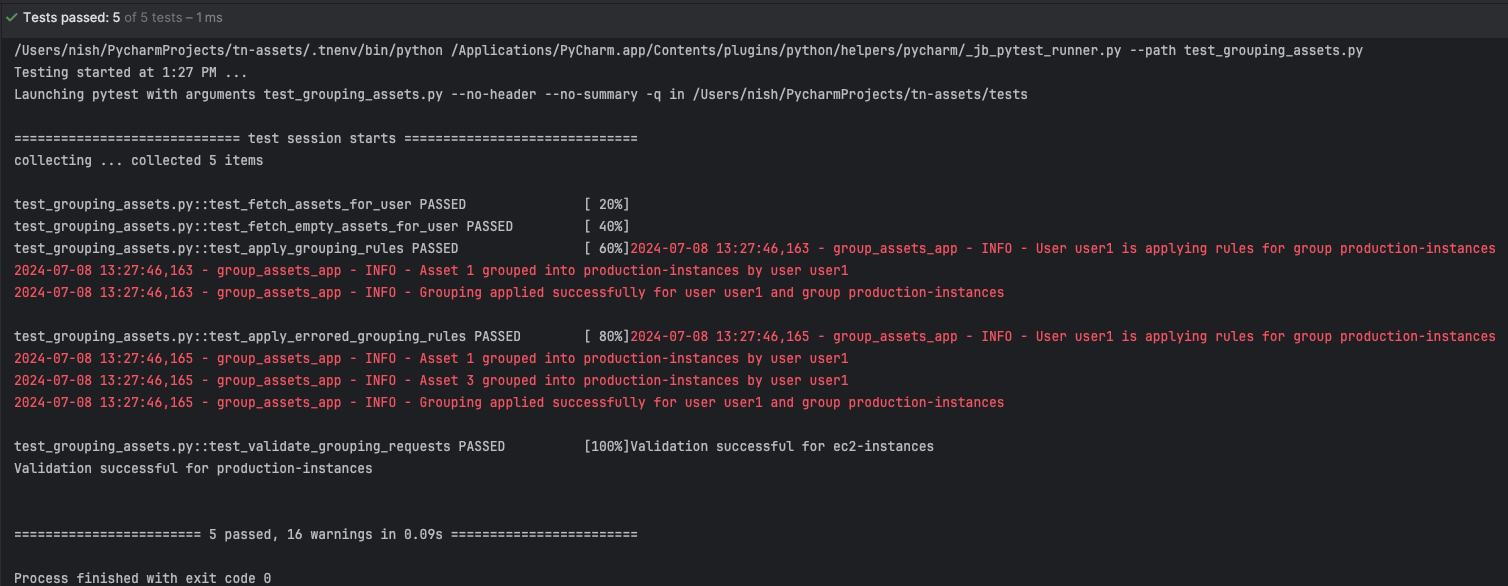 Tests passed: 5 of 5 tests – 1 ms
/Users/nish/PycharmProjects/tn-assets/.tnenv/bin/python /Applications/PyCharm.app/Contents/plugins/python/helpers/pycharm/_jb_pytest_runner.py --path test_grouping_assets.py
Testing started at 1:27 PM ...
Launching pytest with arguments test_grouping_assets.py --no-header --no-summary -q in /Users/nish/PycharmProjects/tn-assets/tests
============================= test session starts ==============================
collecting ... collected 5 items
test_grouping_assets.py::test_fetch_assets_for_user PASSED               [ 20%]
test_grouping_assets.py::test_fetch_empty_assets_for_user PASSED         [ 40%]
test_grouping_assets.py::test_apply_grouping_rules PASSED                [ 60%]2024-07-08 13:27:46,163 - group_assets_app - INFO - User user1 is applying rules for group production-instances
2024-07-08 13:27:46,163 - group_assets_app - INFO - Asset 1 grouped into production-instances by user user1
2024-07-08 13:27:46,163 - group_assets_app - INFO - Grouping applied successfully for user user1 and group production-instances
test_grouping_assets.py::test_apply_errored_grouping_rules PASSED        [ 80%]2024-07-08 13:27:46,165 - group_assets_app - INFO - User user1 is applying rules for group production-instances
2024-07-08 13:27:46,165 - group_assets_app - INFO - Asset 1 grouped into production-instances by user user1
2024-07-08 13:27:46,165 - group_assets_app - INFO - Asset 3 grouped into production-instances by user user1
2024-07-08 13:27:46,165 - group_assets_app - INFO - Grouping applied successfully for user user1 and group production-instances
test_grouping_assets.py::test_validate_grouping_requests PASSED          [100%]Validation successful for ec2-instances
Validation successful for production-instances
======================== 5 passed, 16 warnings in 0.09s ========================
Process finished with exit code 0